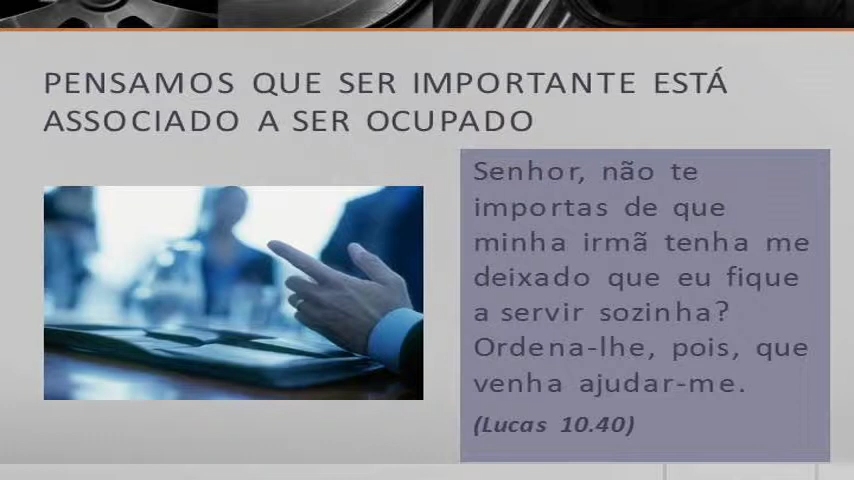 PENSAMOS QUE SER IMPORTANTE ESTÁ
ASSOCIADO A SER OCUPADO
Senhor, não te
importas de que
minha irmã tenha me
deixado que eu fique
a servir sozinha?
Ordena-lhe, pois, que
venha ajudar-me.
(Lucas 10.40)